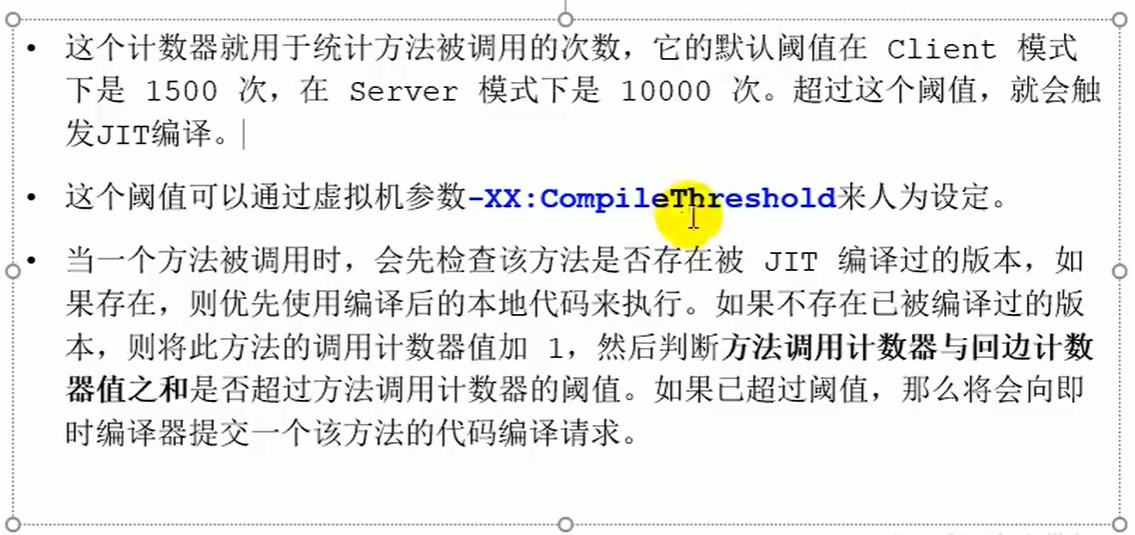 • 这个计数器就用于统计方法被调用的次数，它的默认阈值在 Client 模式
下是 1500 次，在 Server 模式下是 10000 次。超过这个阈值，就会触
发JIT编译。
• 这个阈值可以通过虚拟机参数-XX:CompileThreshold来人为设定。
• 当一个方法被调用时，会先检查该方法是否存在被 JIT 编译过的版本，如
果存在，则优先使用编译后的本地代码来执行。如果不存在已被编译过的版
本，则将此方法的调用计数器值加 1，然后判断方法调用计数器与回边计数
器值之和是否超过方法调用计数器的阈值。如果已超过阈值，那么将会向即
时编译器提交一个该方法的代码编译请求。